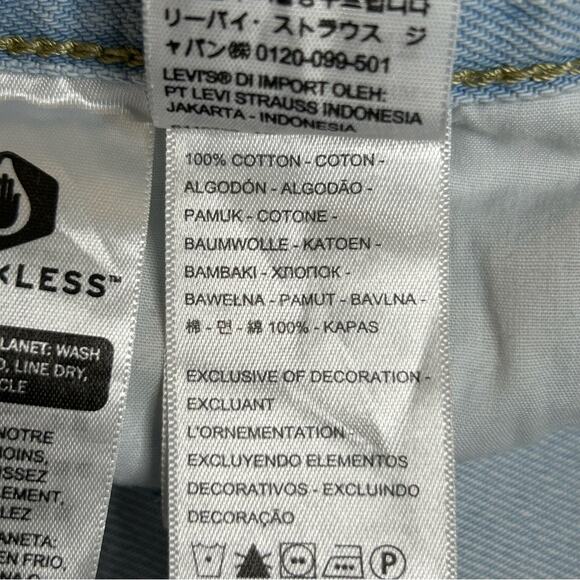 リーバイ・ストラウス ジ
ャパン㈱ 0120-099-501
LEVI'S® DI IMPORT OLEH:
PT LEVI STRAUSS INDONESIA
JAKARTA - INDONESIA
100% COTTON - COTON -
ALGODÓN - ALGODÃO -
PAMUK - COTONE -
BAUMWOLLE - KATOEN -
BAMBAKI - ХЛОПОК -
BAWEŁNA - PAMUT - BAVLNA -
棉 - 면 - 綿 100% - KAPAS
EXCLUSIVE OF DECORATION -
EXCLUANT
L'ORNEMENTATION -
EXCLUYENDO ELEMENTOS
DECORATIVOS - EXCLUINDO
DECORAÇÃO
P
LESS™
LANET: WASH
LINE DRY,
CLE
NOTRE
MOINS,
ISSEZ
LEMENT,
LEZ
ANETA:
EN FRIO,